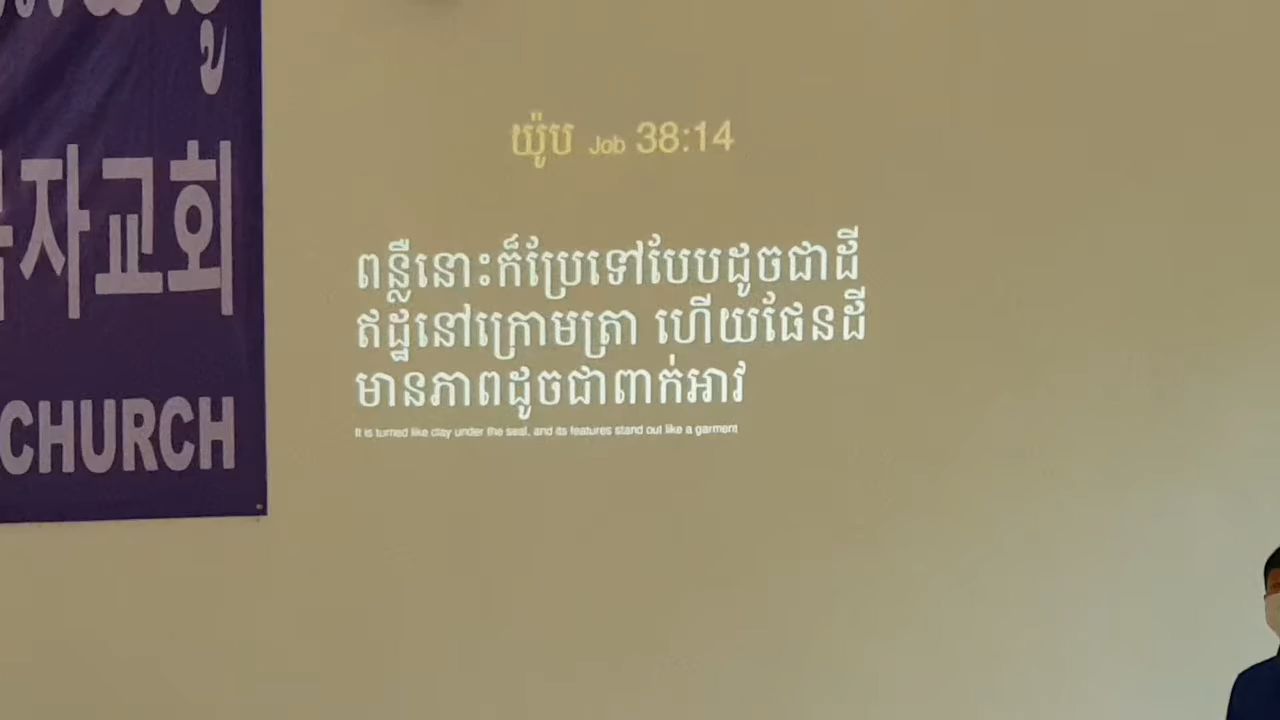 자교회
CHURCH
យ៉ូប Job 38:14
ពន្លឺនោះក៏ប្រែទៅបែបដូចជាដី
ឥដ្ឋនៅក្រោមត្រា ហើយផែនដី
មានភាពដូចជាពាក់អាវ
It is turned like clay under the seal, and its features stand out like a garment